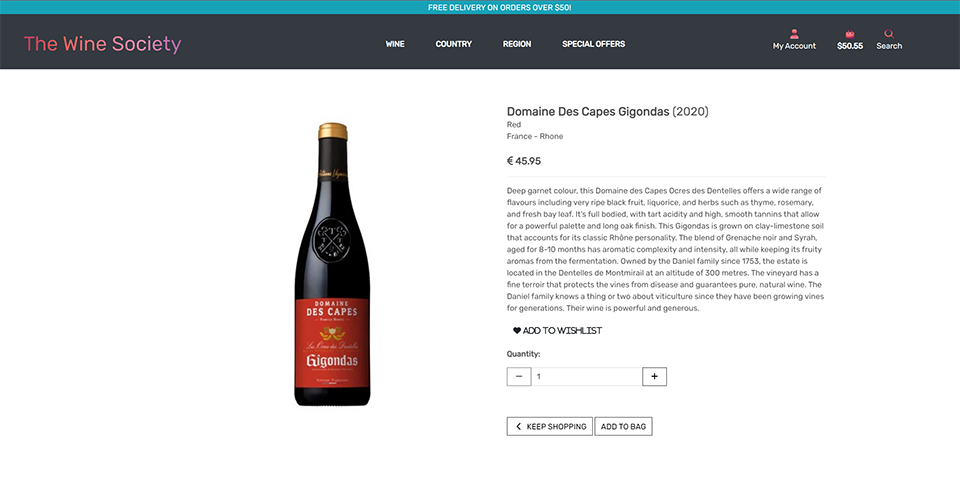 FREE DELIVERY ON ORDERS OVER $50!
The Wine Society
WINE
COUNTRY
REGION
SPECIAL OFFERS
My Account
$50.55
Search
Domaine Des Capes Gigondas (2020)
Red
France - Rhone
€ 45.95
Deep garnet colour, this Domaine des Capes Ocres des Dentelles offers a wide range of
flavours including very ripe black fruit, liquorice, and herbs such as thyme, rosemary,
and fresh bay leaf. It's full bodied, with tart acidity and high, smooth tannins that allow
for a powerful palette and long oak finish. This Gigondas is grown on clay-limestone soil
that accounts for its classic Rhône personality. The blend of Grenache noir and Syrah,
aged for 8-10 months has aromatic complexity and intensity, all while keeping its fruity
aromas from the fermentation. Owned by the Daniel family since 1753, the estate is
located in the Dentelles de Montmirail at an altitude of 300 metres. The vineyard has a
fine terroir that protects the vines from disease and guarantees pure, natural wine. The
Daniel family knows a thing or two about viticulture since they have been growing vines
for generations. Their wine is powerful and generous.
ADD TO WISHLIST
Quantity:
− 1 +
KEEP SHOPPING
ADD TO BAG
DOMAINE
DES CAPES
Gigondas